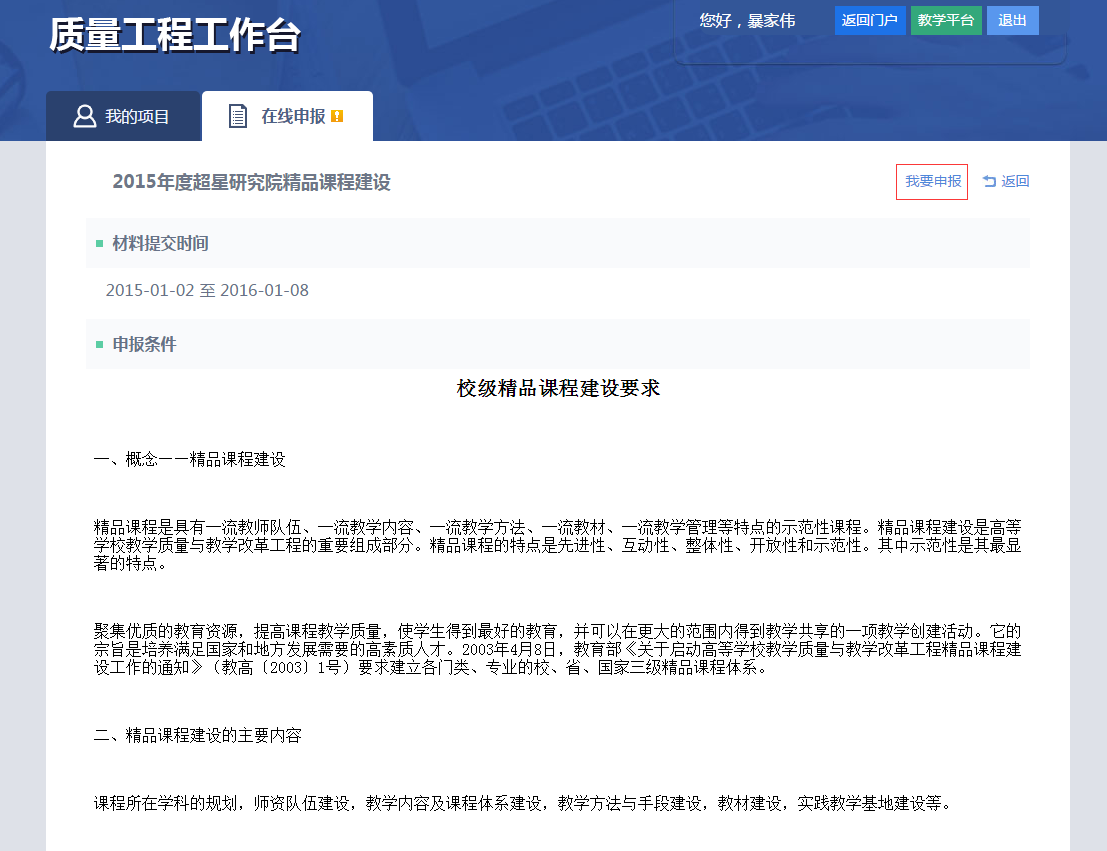 质量工程工作台
您好，暴家伟 返回门户 教学平台 退出
我的项目 在线申报
2015年度超星研究院精品课程建设 我要申报 返回
材料提交时间
2015-01-02 至 2016-01-08
申报条件
校级精品课程建设要求
一、概念——精品课程建设
精品课程是具有一流教师队伍、一流教学内容、一流教学方法、一流教材、一流教学管理等特点的示范性课程。精品课程建设是高等
学校教学质量与教学改革工程的重要组成部分。精品课程的特点是先进性、互动性、整体性、开放性和示范性。其中示范性是其最显
著的特点。
聚集优质的教育资源，提高课程教学质量，使学生得到最好的教育，并可以在更大的范围内得到教学共享的一项教学创建活动。它的
宗旨是培养满足国家和地方发展需要的高素质人才。2003年4月8日，教育部《关于启动高等学校教学质量与教学改革工程精品课程建
设工作的通知》（教高〔2003〕1号）要求建立各门类、专业的校、省、国家三级精品课程体系。
二、精品课程建设的主要内容
课程所在学科的规划，师资队伍建设，教学内容及课程体系建设，教学方法与手段建设，教材建设，实践教学基地建设等。